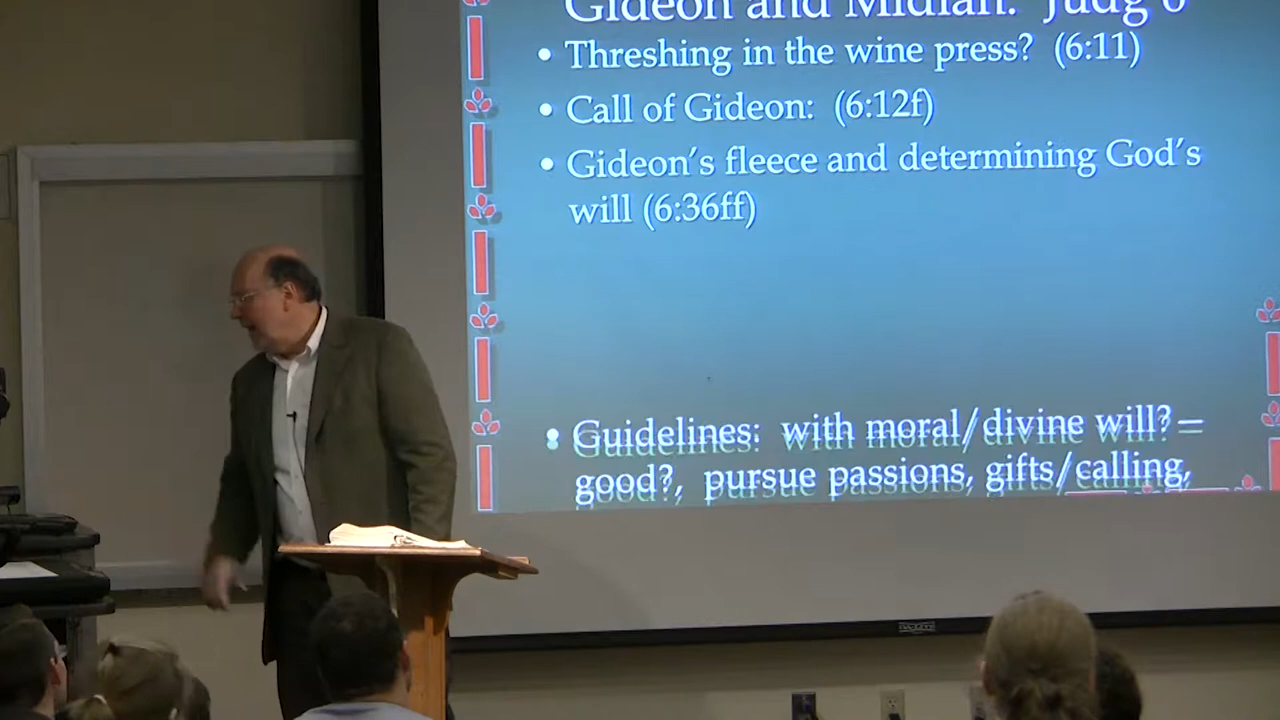 Gideon and Midian: Judg 6
• Threshing in the wine press? (6:11)
• Call of Gideon: (6:12f)
• Gideon's fleece and determining God's
will (6:36ff)
• Guidelines: with moral/divine will? =
good?, pursue passions, gifts/calling,